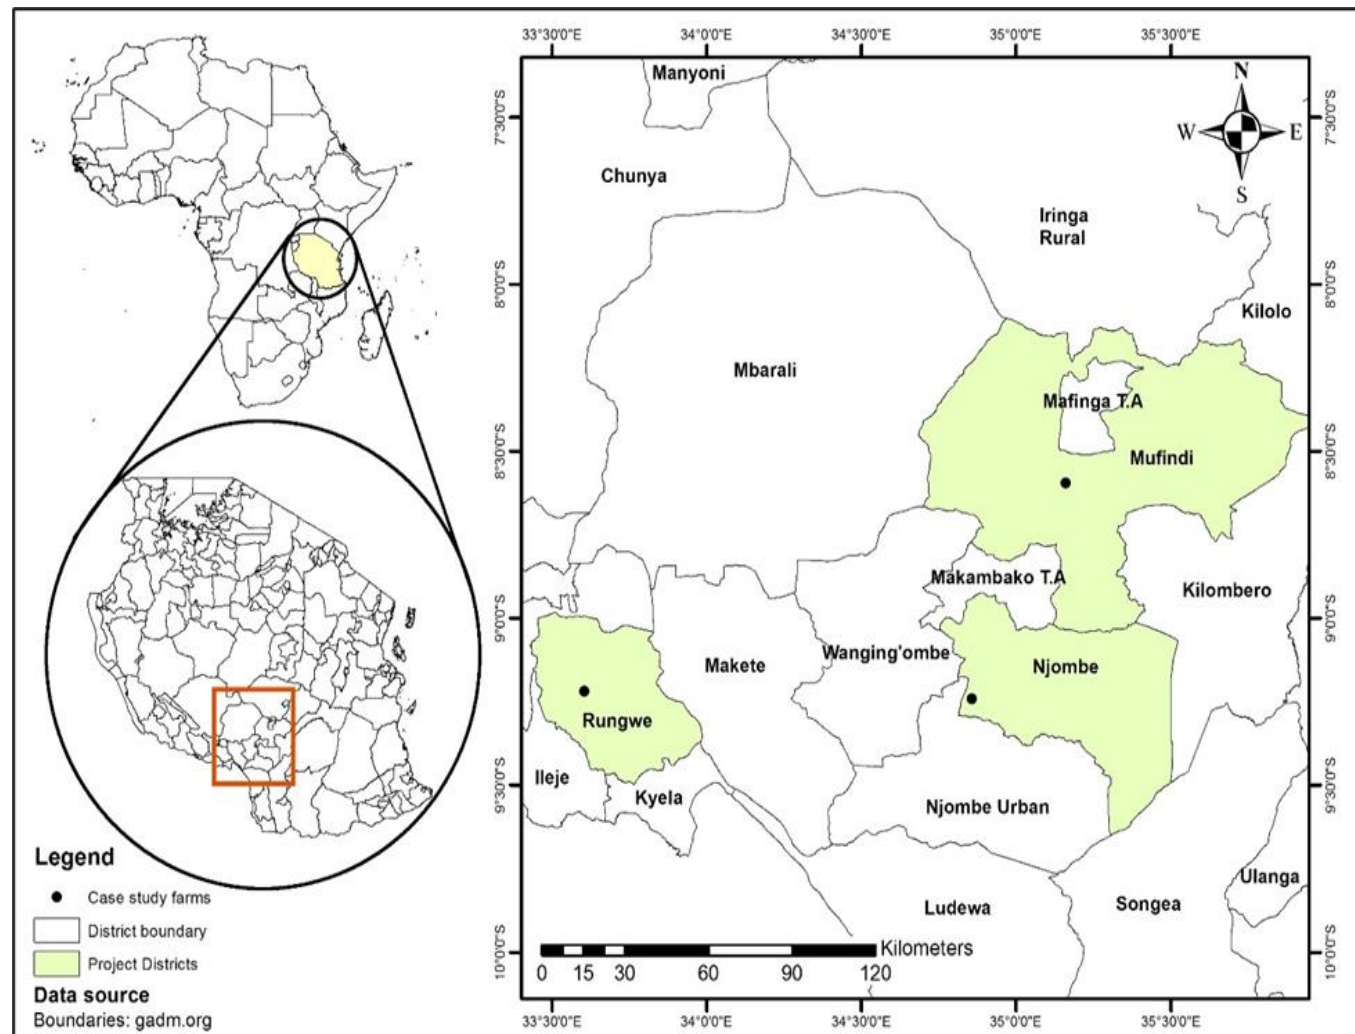 33°30'0"E 34°0'0"E 34°30'0"E 35°0'0"E 35°30'0"E
Manyoni
N
W E
S
7°30'0"S
7°30'0"S
Chunya
Iringa
Rural
8°0'0"S
8°0'0"S
Kilolo
Mbarali
Mafinga T.A
8°30'0"S
8°30'0"S
Mufindi
Makambako T.A
Kilombero
9°0'0"S
9°0'0"S
Wanging'ombe
Makete
Njombe
Rungwe
Ileje
9°30'0"S
9°30'0"S
Kyela
Njombe Urban
Ulanga
Ludewa
Songea
10°0'0"S
10°0'0"S
Kilometers
0 15 30 60 90 120
33°30'0"E 34°0'0"E 34°30'0"E 35°0'0"E 35°30'0"E
Legend
Case study farms
District boundary
Project Districts
Data source
Boundaries: gadm.org